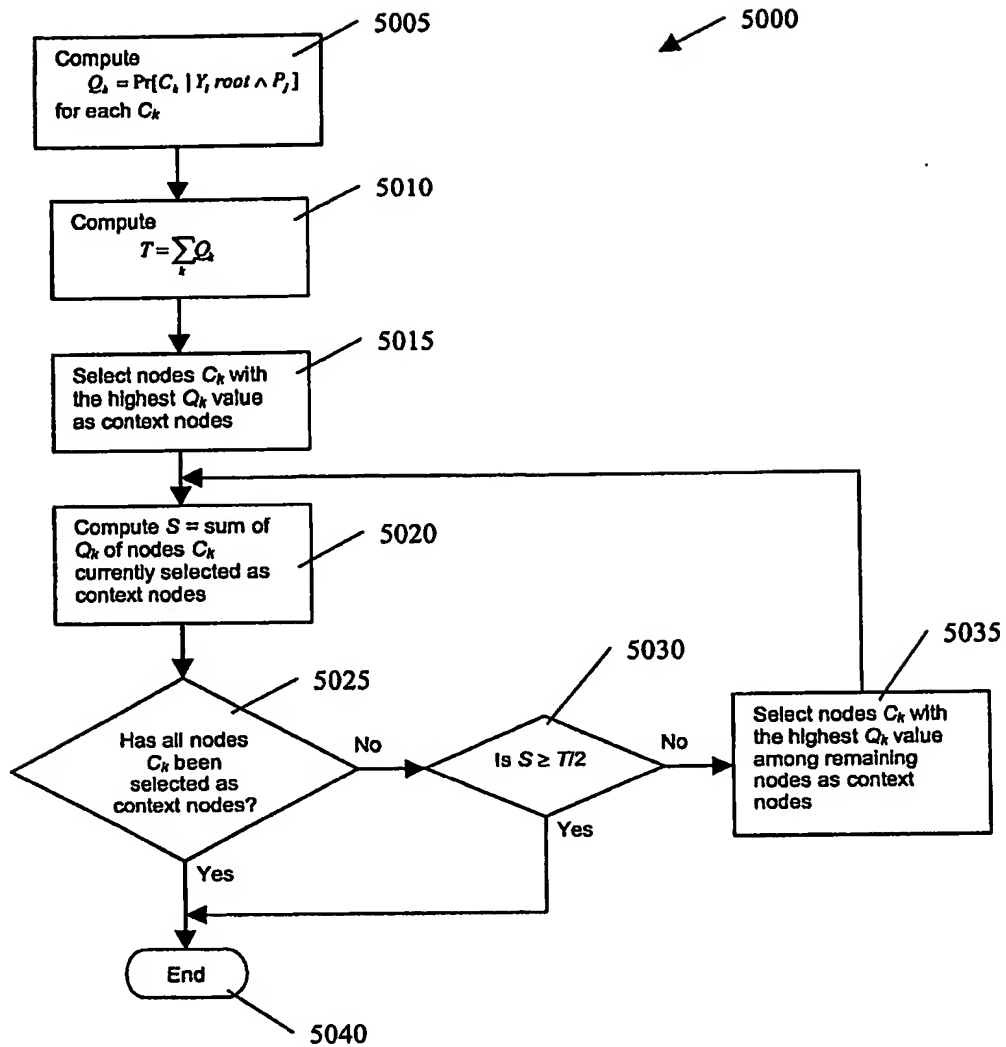 5005
5000
Compute
Q_k = Pr[C_k | Y_i root ∧ P_j]
for each C_k
5010
Compute
T = ∑_k Q_k
5015
Select nodes C_k with
the highest Q_k value
as context nodes
Compute S = sum of
Q_k of nodes C_k
currently selected as
context nodes
5020
5025
Has all nodes
C_k been
selected as
context nodes?
No
Yes
5030
Is S ≥ T/2
No
Yes
5035
Select nodes C_k with
the highest Q_k value
among remaining
nodes as context
nodes
End
5040